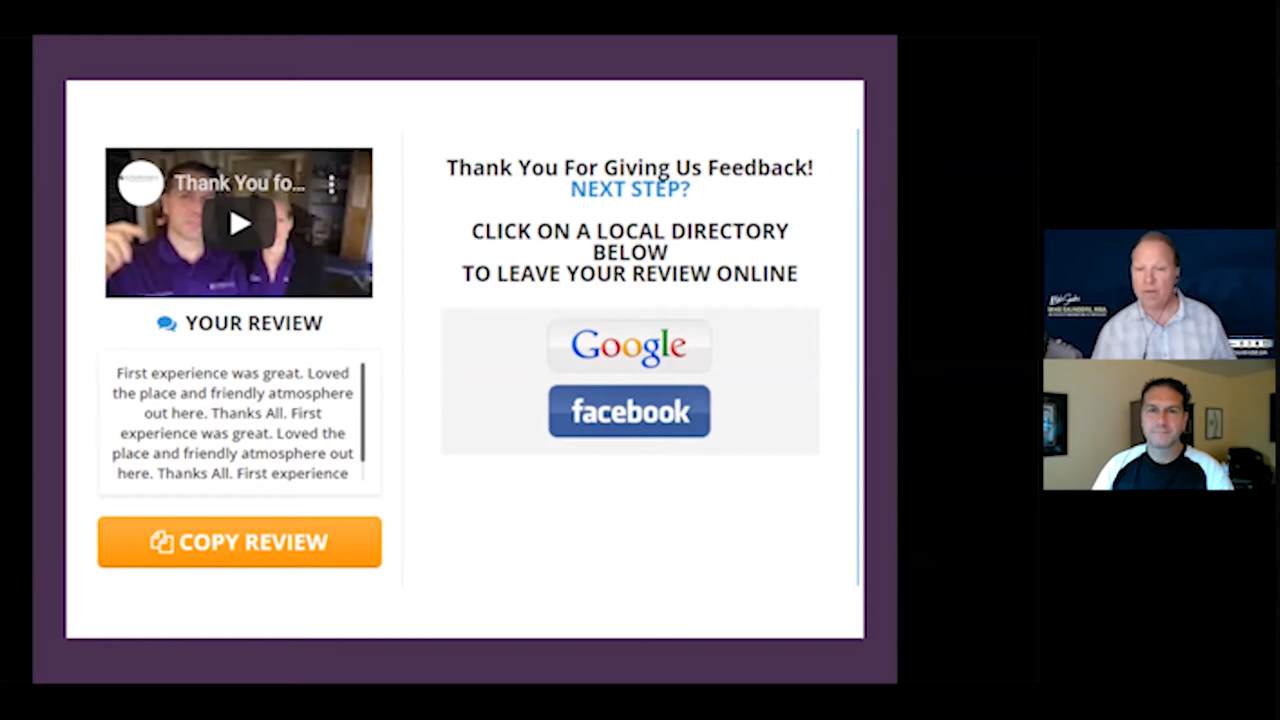 Thank You fo...
YOUR REVIEW
First experience was great. Loved
the place and friendly atmosphere
out here. Thanks All. First
experience was great. Loved the
place and friendly atmosphere out
here. Thanks All. First experience
COPY REVIEW
Thank You For Giving Us Feedback!
NEXT STEP?
CLICK ON A LOCAL DIRECTORY
BELOW
TO LEAVE YOUR REVIEW ONLINE
Google
facebook
MIKE SAUNDERS, MBA